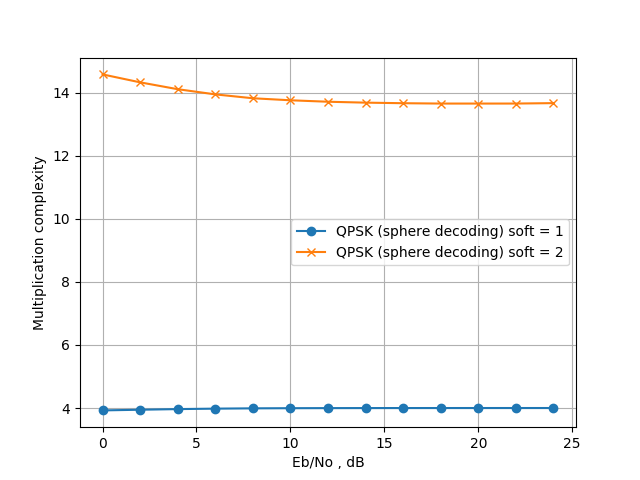 14
12
10
8
6
4
Multiplication complexity
QPSK (sphere decoding) soft = 1
QPSK (sphere decoding) soft = 2
0 5 10 15 20 25
Eb/No , dB